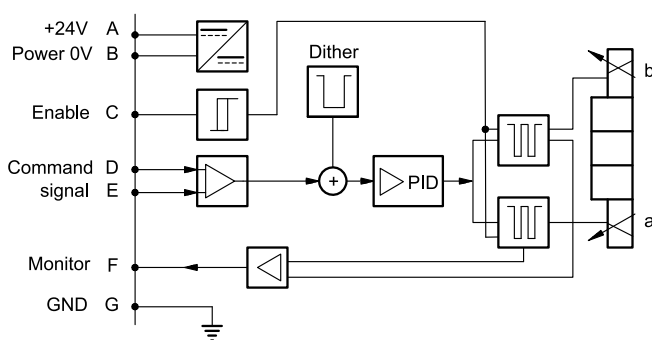 +24V A
Power 0V B
Dither
Enable C
b
Command D
signal E
PID
a
Monitor F
GND G